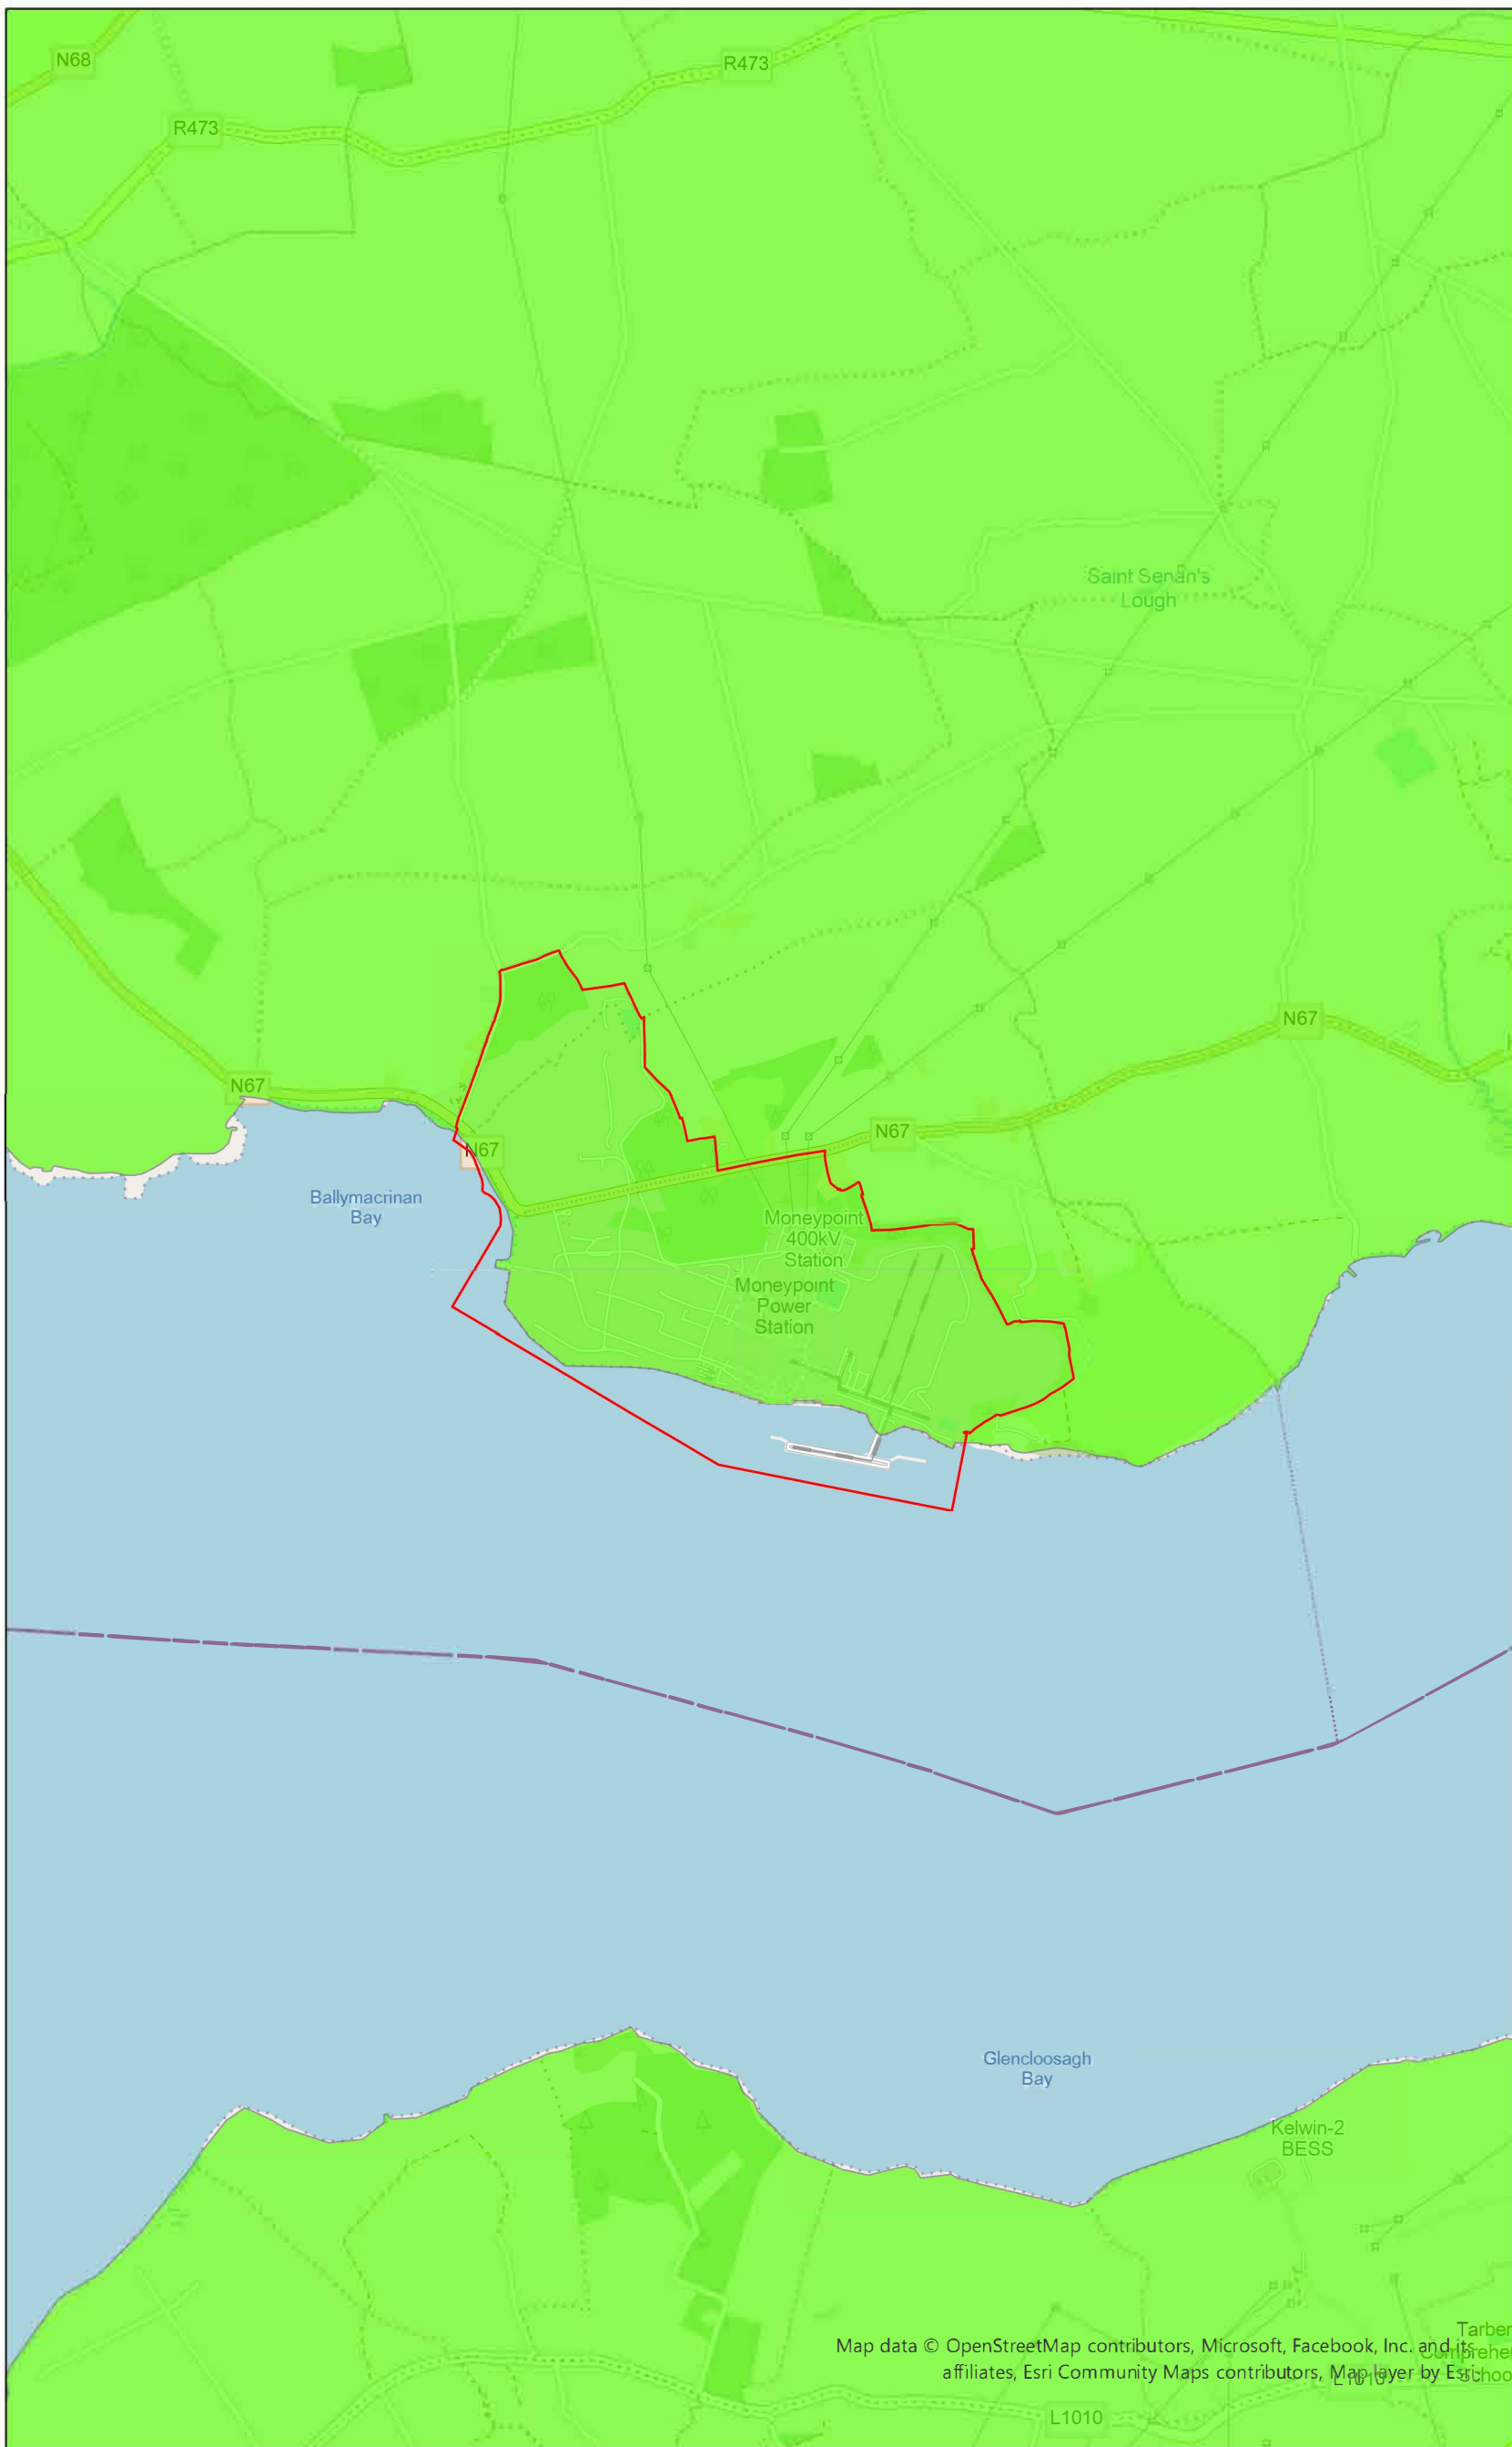 N68
R473
R473
Saint Senan's
Lough
N67
N67
N67
N67
Ballymacrinan
Bay
Moneypoint
400kV
Station
Moneypoint
Power
Station
Glencloosagh
Bay
Kelwin-2
BESS
Map data © OpenStreetMap contributors, Microsoft, Facebook, Inc. and its
affiliates, Esri Community Maps contributors, Map layer by Esri
L1010